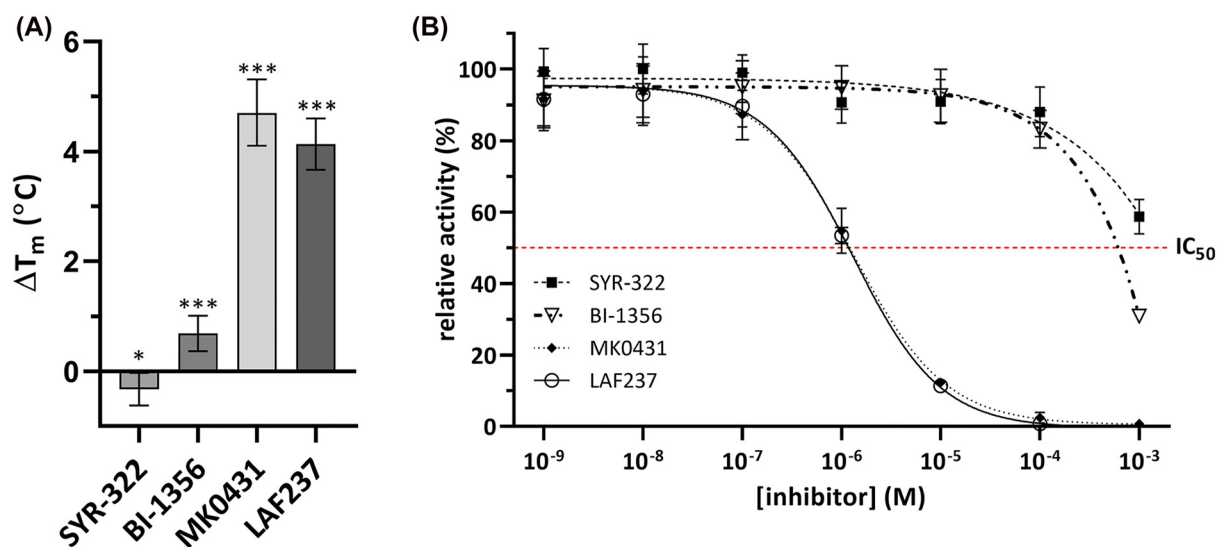 (A)
6
4
2
0
ΔTm (°C)
*
***
***
***
SYR-322
BI-1356
MK0431
LAF237
(B)
100
80
60
40
20
0
relative activity (%)
IC50
SYR-322
BI-1356
MK0431
LAF237
10-9 10-8 10-7 10-6 10-5 10-4 10-3
[inhibitor] (M)